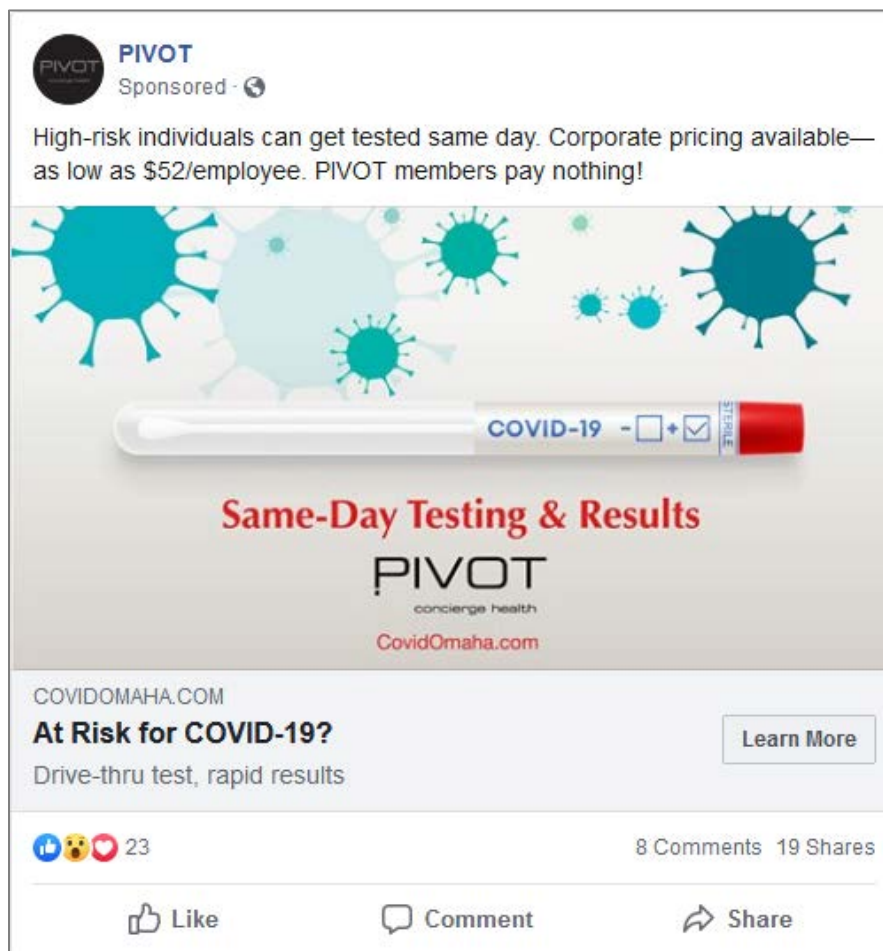 PIVOT
PIVOT
Sponsored ·
High-risk individuals can get tested same day. Corporate pricing available—
as low as $52/employee. PIVOT members pay nothing!
COVID-19 - +
STERILE
Same-Day Testing & Results
PIVOT
concierge health
CovidOmaha.com
COVIDOMAHA.COM
At Risk for COVID-19?
Learn More
Drive-thru test, rapid results
23
8 Comments 19 Shares
Like
Comment
Share